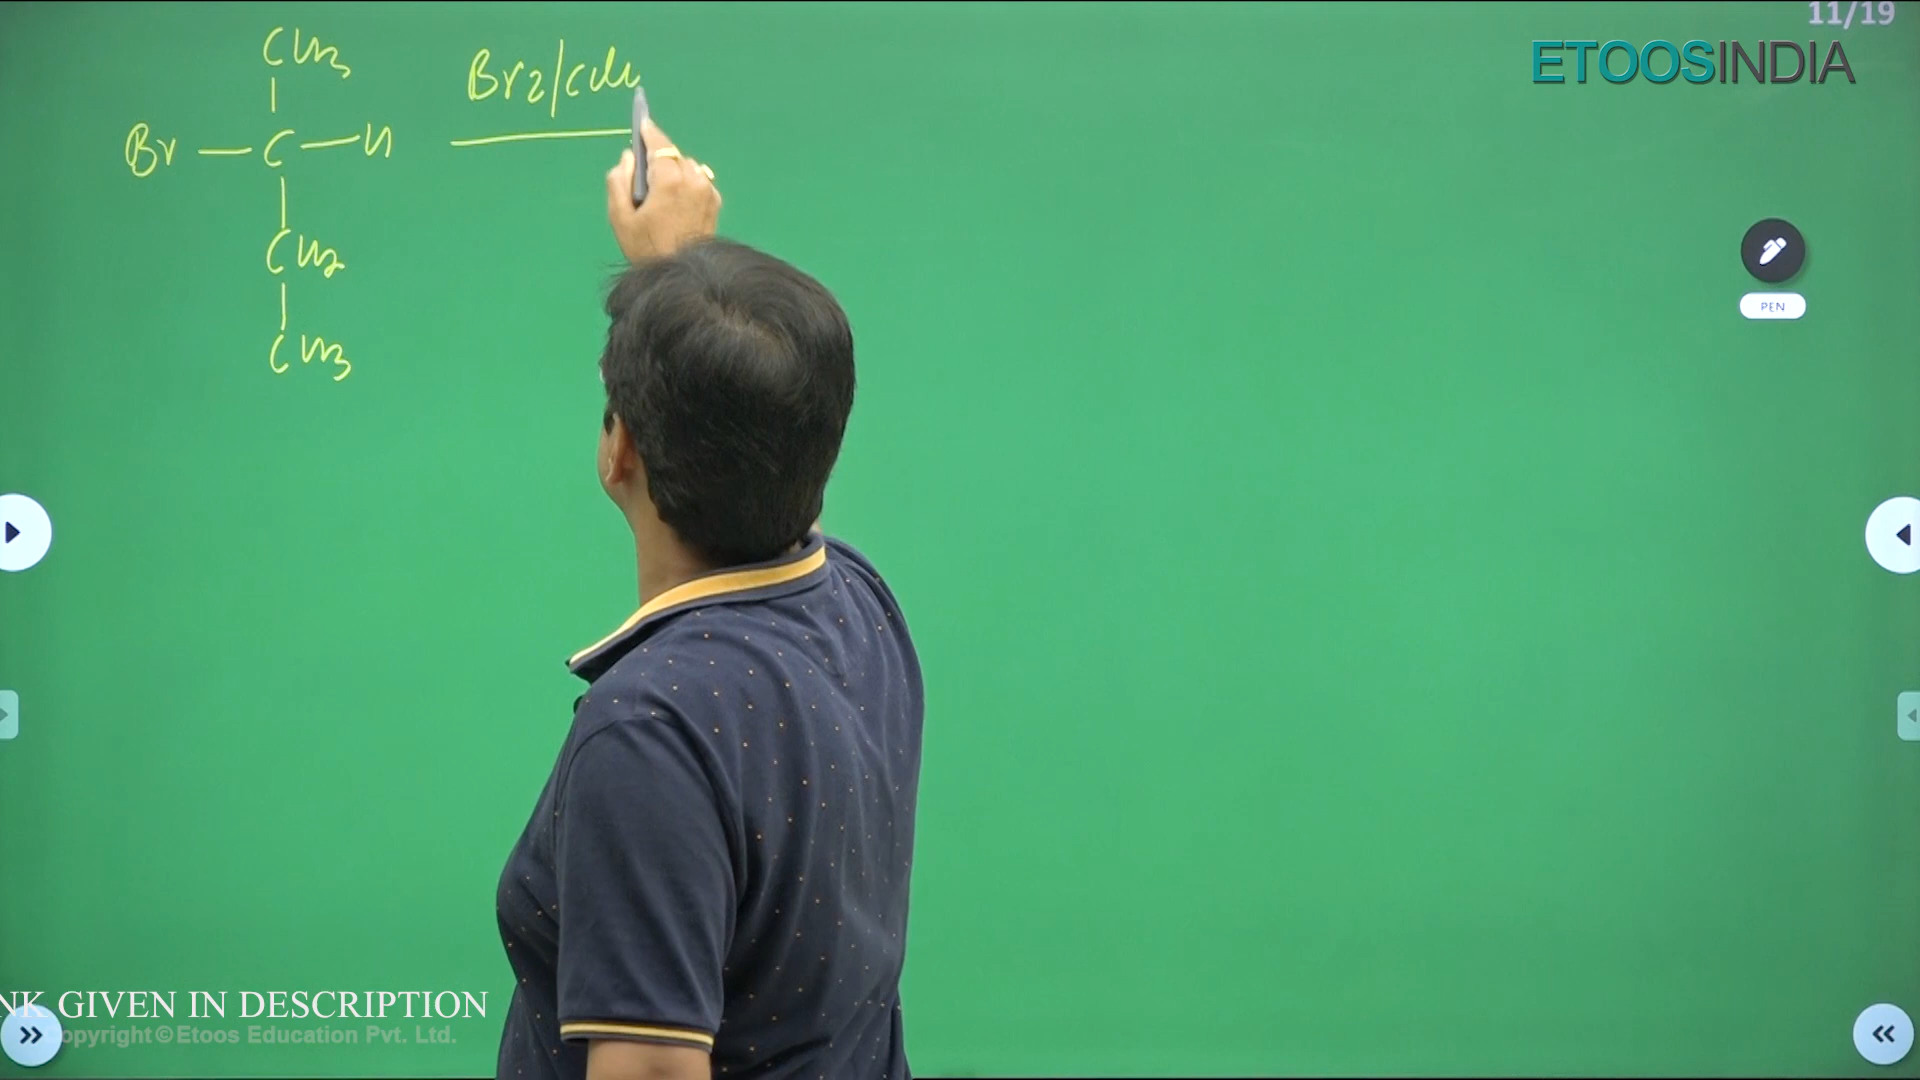 11/19
ETOOSINDIA
CH3
Br2/CCl4
Br — C — H
CH2
CH3
PEN
NK GIVEN IN DESCRIPTION
opyright © Etoos Education Pvt. Ltd.